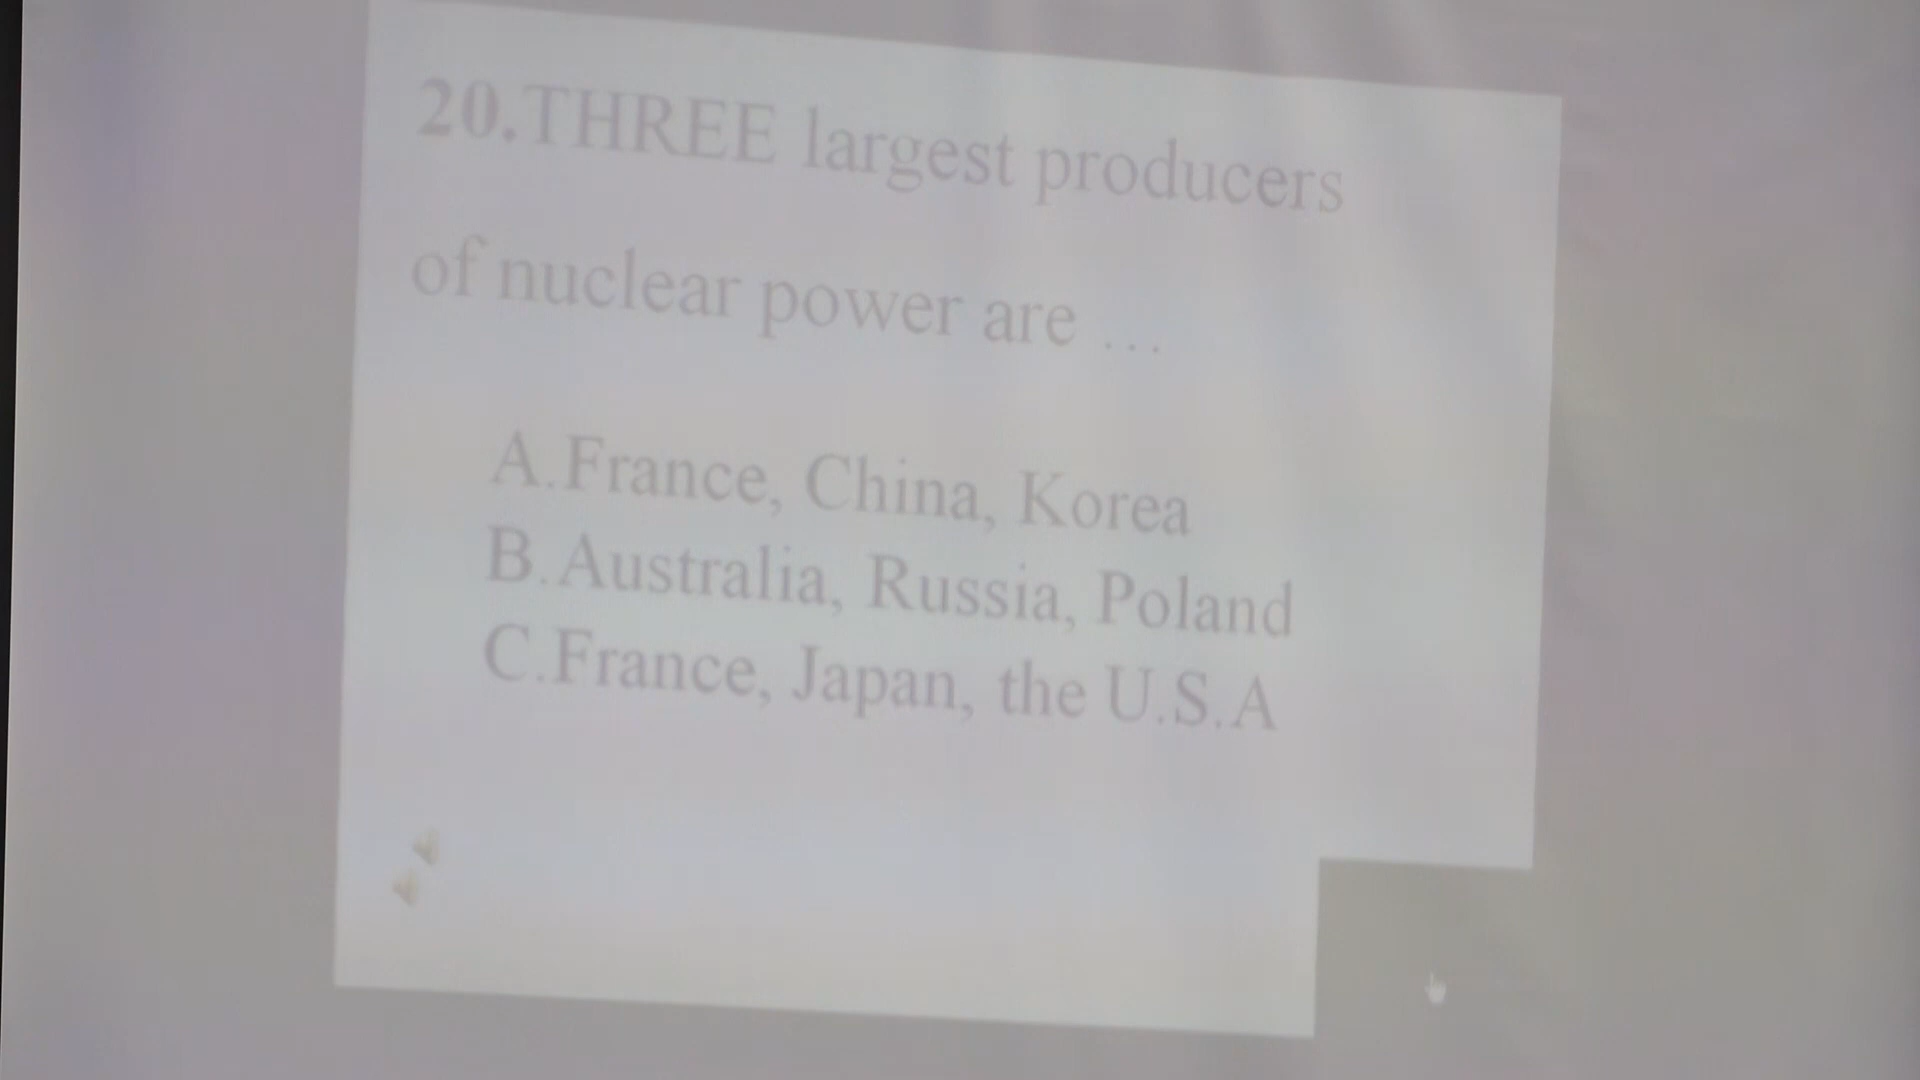 20.THREE largest producers
of nuclear power are ...
A.France, China, Korea
B.Australia, Russia, Poland
C.France, Japan, the U.S.A